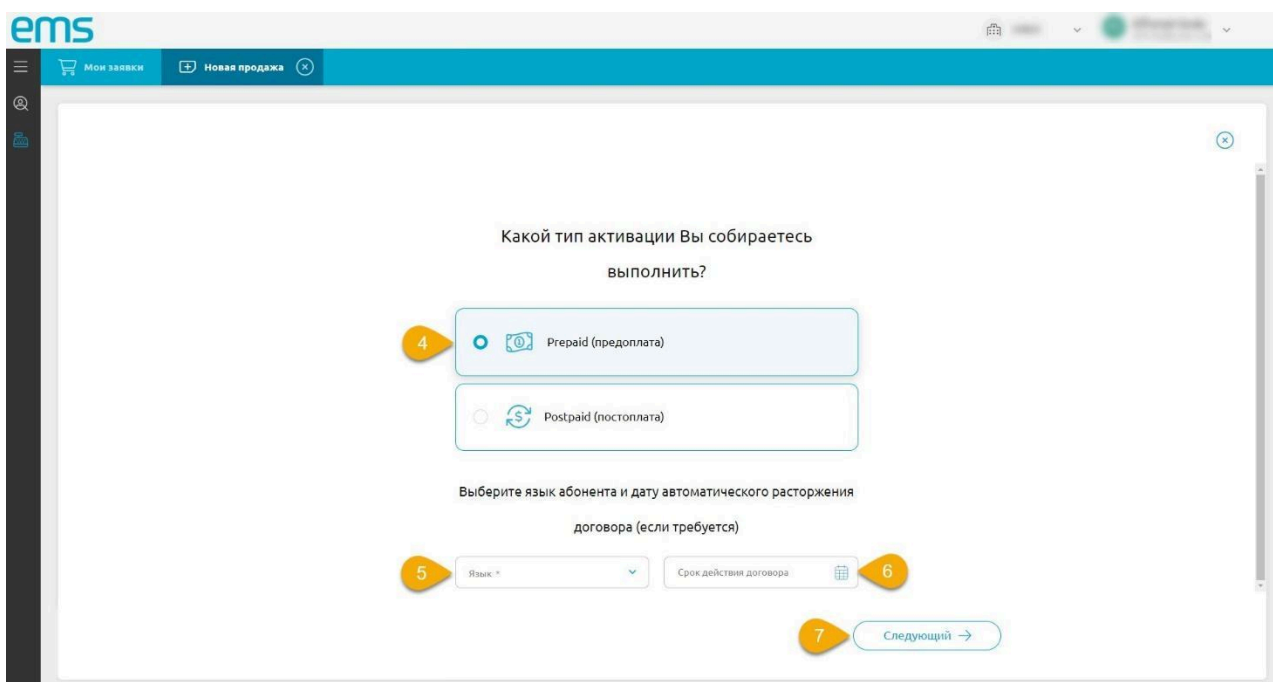 ems
Мои заявки
Новая продажа
Какой тип активации Вы собираетесь
выполнить?
4
Prepaid (предоплата)
Postpaid (постоплата)
Выберите язык абонента и дату автоматического расторжения
договора (если требуется)
5
Язык *
Срок действия договора
6
7
Следующий →